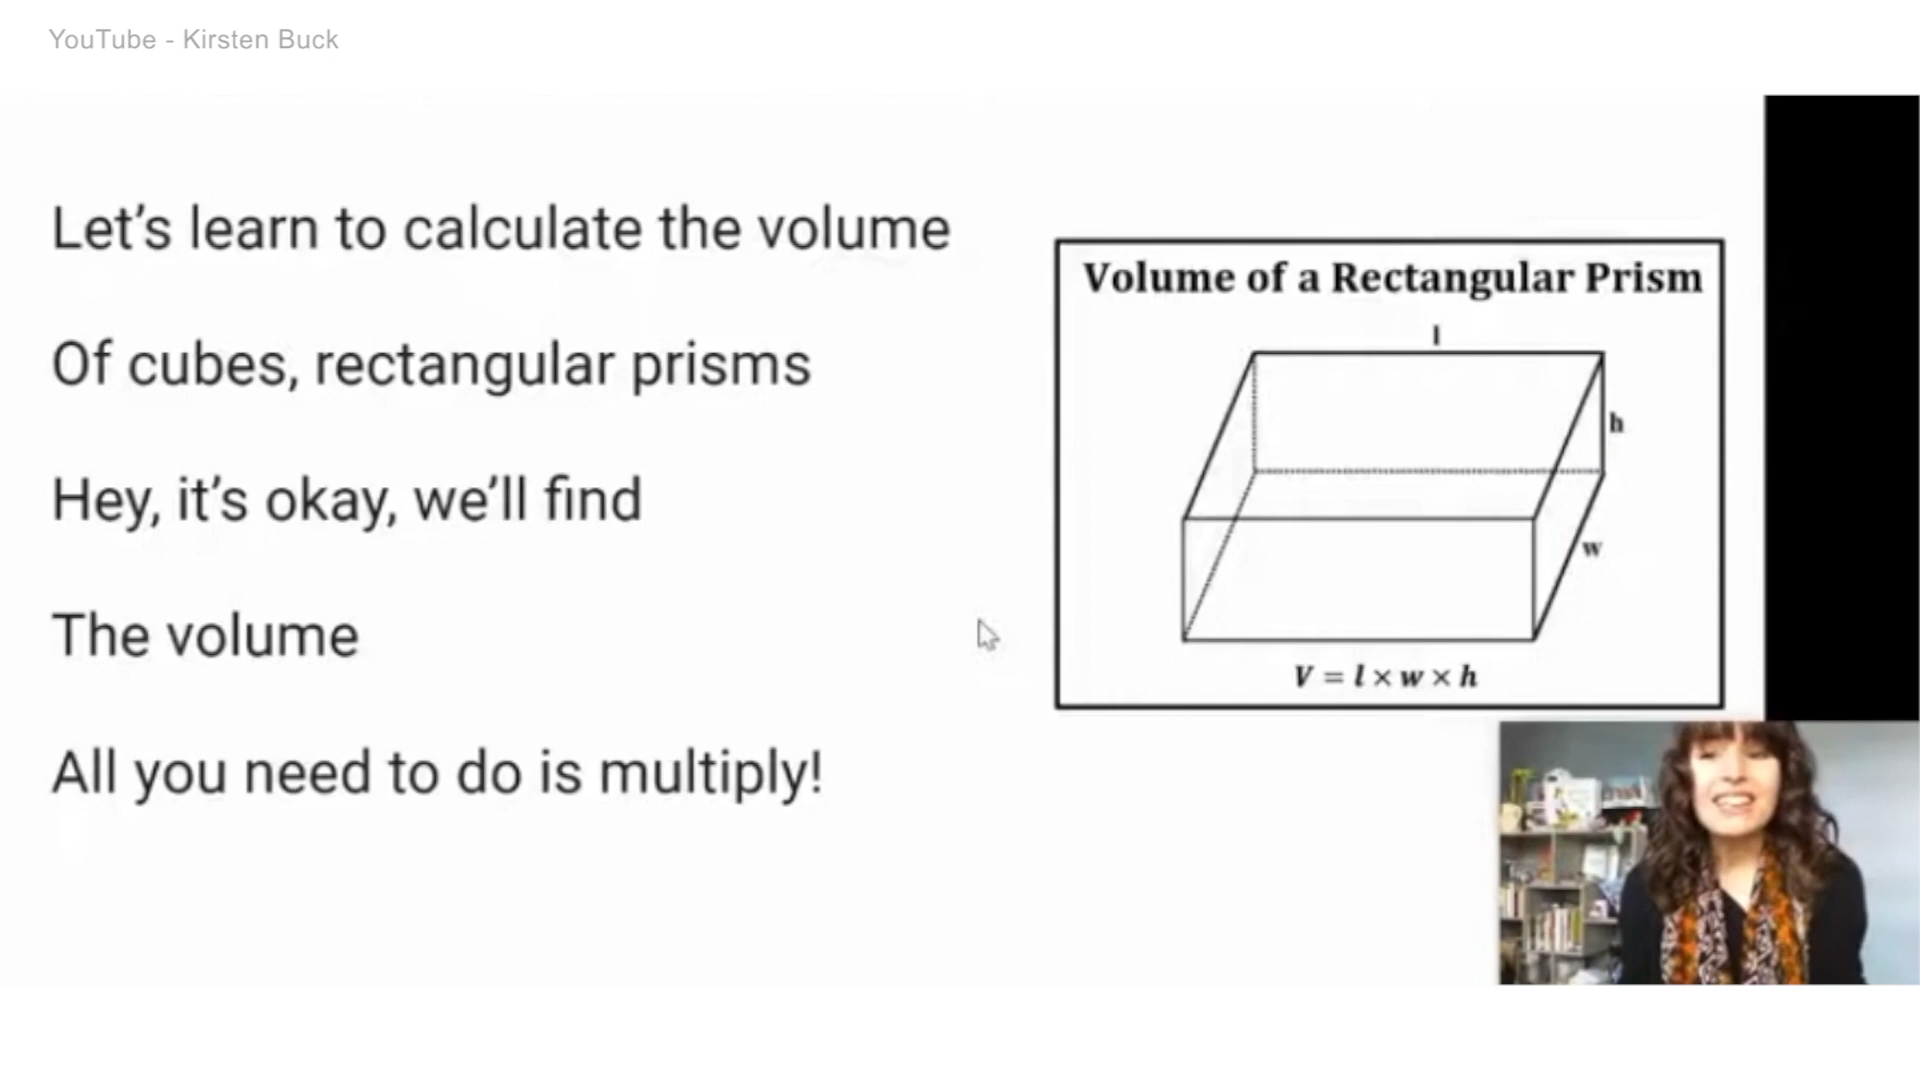 YouTube - Kirsten Buck
Let's learn to calculate the volume
Of cubes, rectangular prisms
Hey, it's okay, we'll find
The volume
All you need to do is multiply!
Volume of a Rectangular Prism
l
h
w
V = l × w × h